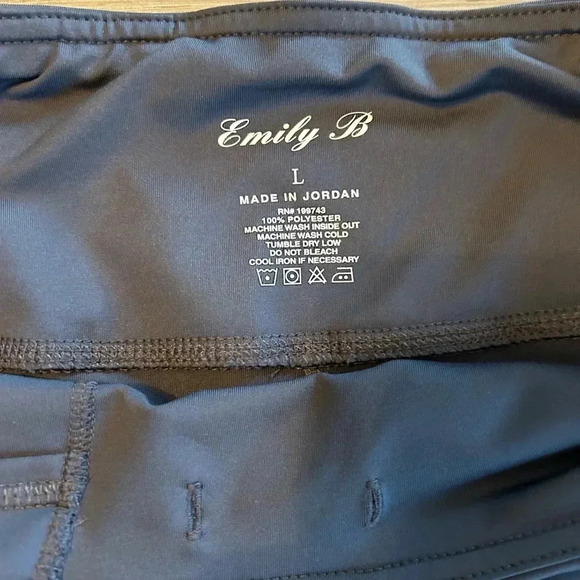 Emily B
L
MADE IN JORDAN
RN# 199743
100% POLYESTER
MACHINE WASH INSIDE OUT
MACHINE WASH COLD
TUMBLE DRY LOW
DO NOT BLEACH
COOL IRON IF NECESSARY